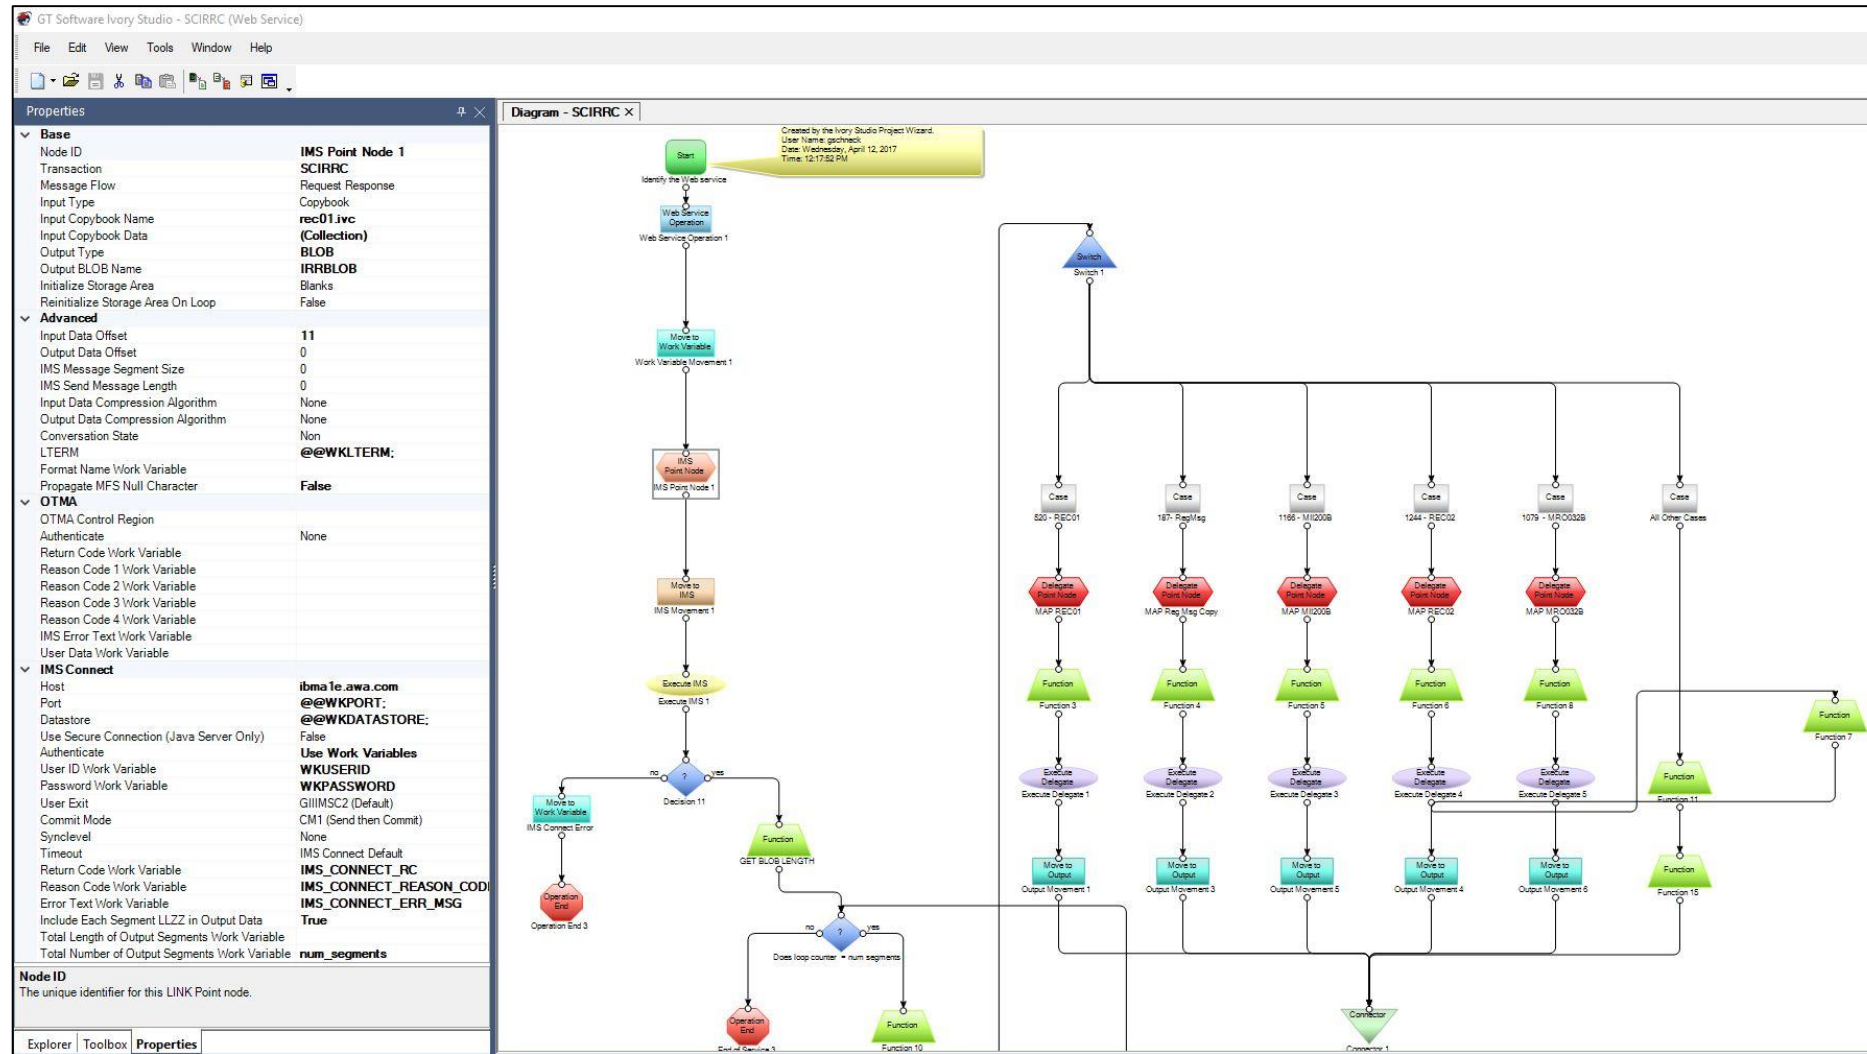 GT Software Ivory Studio - SCIRRC (Web Service)
File Edit View Tools Window Help
Properties
Base
Node ID IMS Point Node 1
Transaction SCIRRC
Message Flow Request Response
Input Type Copybook
Input Copybook Name rec01.ivc
Input Copybook Data (Collection)
Output Type BLOB
Output BLOB Name IRRBLOB
Initialize Storage Area Blanks
Reinitialize Storage Area On Loop False
Advanced
Input Data Offset 11
Output Data Offset 0
IMS Message Segment Size 0
IMS Send Message Length 0
Input Data Compression Algorithm None
Output Data Compression Algorithm None
Conversation State Non
LTERM @@WKLTERM;
Format Name Work Variable
Propagate MFS Null Character False
OTMA
OTMA Control Region
Authenticate None
Return Code Work Variable
Reason Code 1 Work Variable
Reason Code 2 Work Variable
Reason Code 3 Work Variable
Reason Code 4 Work Variable
IMS Error Text Work Variable
User Data Work Variable
IMS Connect
Host ibma1e.awa.com
Port @@WKPORT;
Datastore @@WKDATASTORE;
Use Secure Connection (Java Server Only) False
Authenticate Use Work Variables
User ID Work Variable WKUSERID
Password Work Variable WKPASSWORD
User Exit GIIIMSC2 (Default)
Commit Mode CM1 (Send then Commit)
Synclevel None
Timeout IMS Connect Default
Return Code Work Variable IMS_CONNECT_RC
Reason Code Work Variable IMS_CONNECT_REASON_CODE
Error Text Work Variable IMS_CONNECT_ERR_MSG
Include Each Segment LLZZ in Output Data True
Total Length of Output Segments Work Variable
Total Number of Output Segments Work Variable num_segments
Node ID
The unique identifier for this LINK Point node.
Explorer Toolbox Properties
Diagram - SCIRRC
Created by the Ivory Studio Project Wizard.
User Name: gschneck
Date: Wednesday, April 12, 2017
Time: 12:17:52 PM
Start
Identify the Web service
Web Service
Operation
Web Service Operation 1
Move to
Work Variable
Work Variable Movement 1
IMS
Point Node
IMS Point Node 1
Move to
IMS
IMS Movement 1
Execute IMS
Execute IMS 1
no ? yes
Decision 11
Move to
Work Variable
IMS Connect Error
Operation
End
Operation End 3
Function
GET BLOB LENGTH
no ? yes
Does loop counter = num segments
Operation
End
End of Service 3
Function
Function 10
Switch
Switch 1
Case Case Case Case Case Case
520 - REC01 187- RegMsg 1166 - MII200B 1244 - REC02 1079 - MRO032B All Other Cases
Delegate Delegate Delegate Delegate Delegate
Point Node Point Node Point Node Point Node Point Node
MAP REC01 MAP Reg Msg Copy MAP MII200B MAP REC02 MAP MRO032B
Function Function Function Function Function
Function 3 Function 4 Function 5 Function 6 Function 8
Function
Function 7
Execute Execute Execute Execute Execute
Delegate Delegate Delegate Delegate Delegate
Execute Delegate 1 Execute Delegate 2 Execute Delegate 3 Execute Delegate 4 Execute Delegate 5
Function
Function 11
Move to Move to Move to Move to Move to
Output Output Output Output Output
Output Movement 1 Output Movement 3 Output Movement 5 Output Movement 4 Output Movement 6
Function
Function 15
Connector
Connector 1